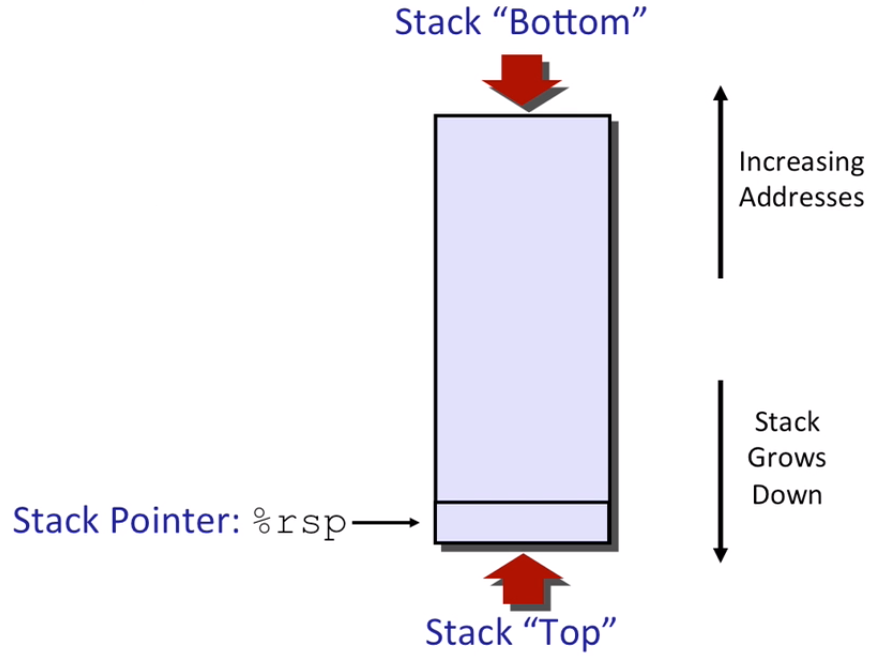 Stack “Bottom”
Increasing
Addresses
Stack
Grows
Down
Stack Pointer: %rsp
Stack “Top”